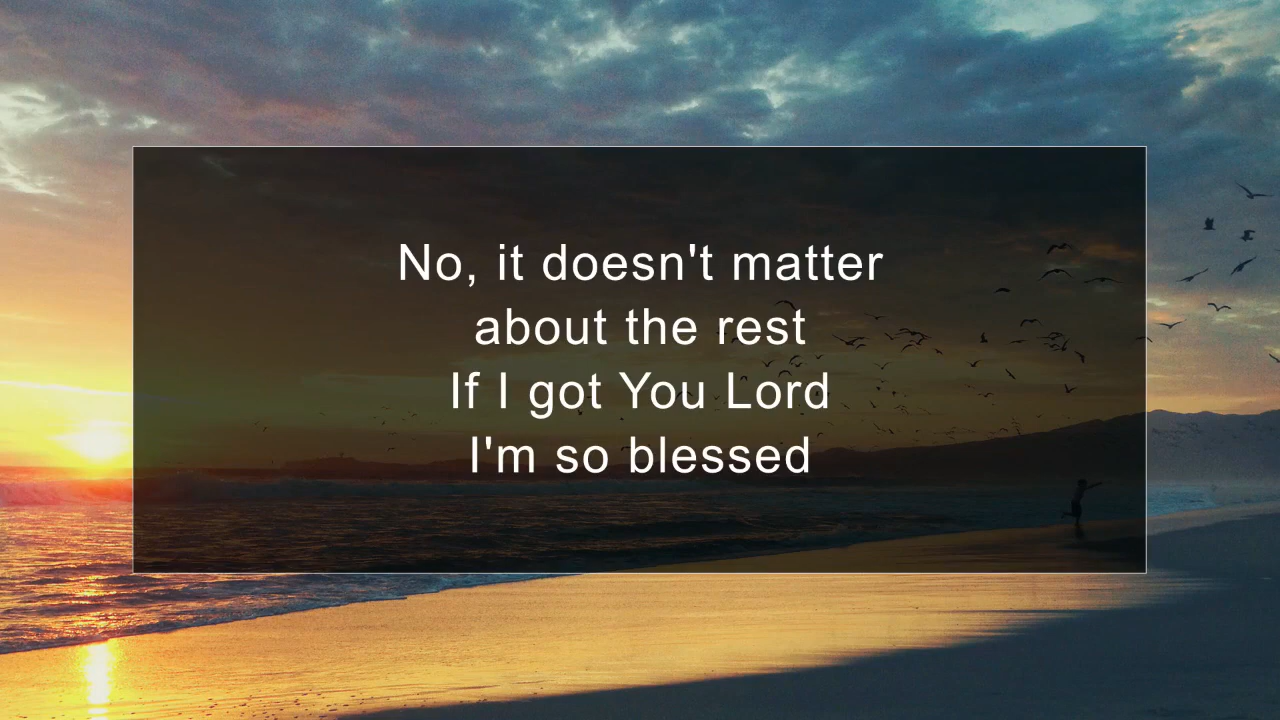 No, it doesn't matter
about the rest
If I got You Lord
I'm so blessed